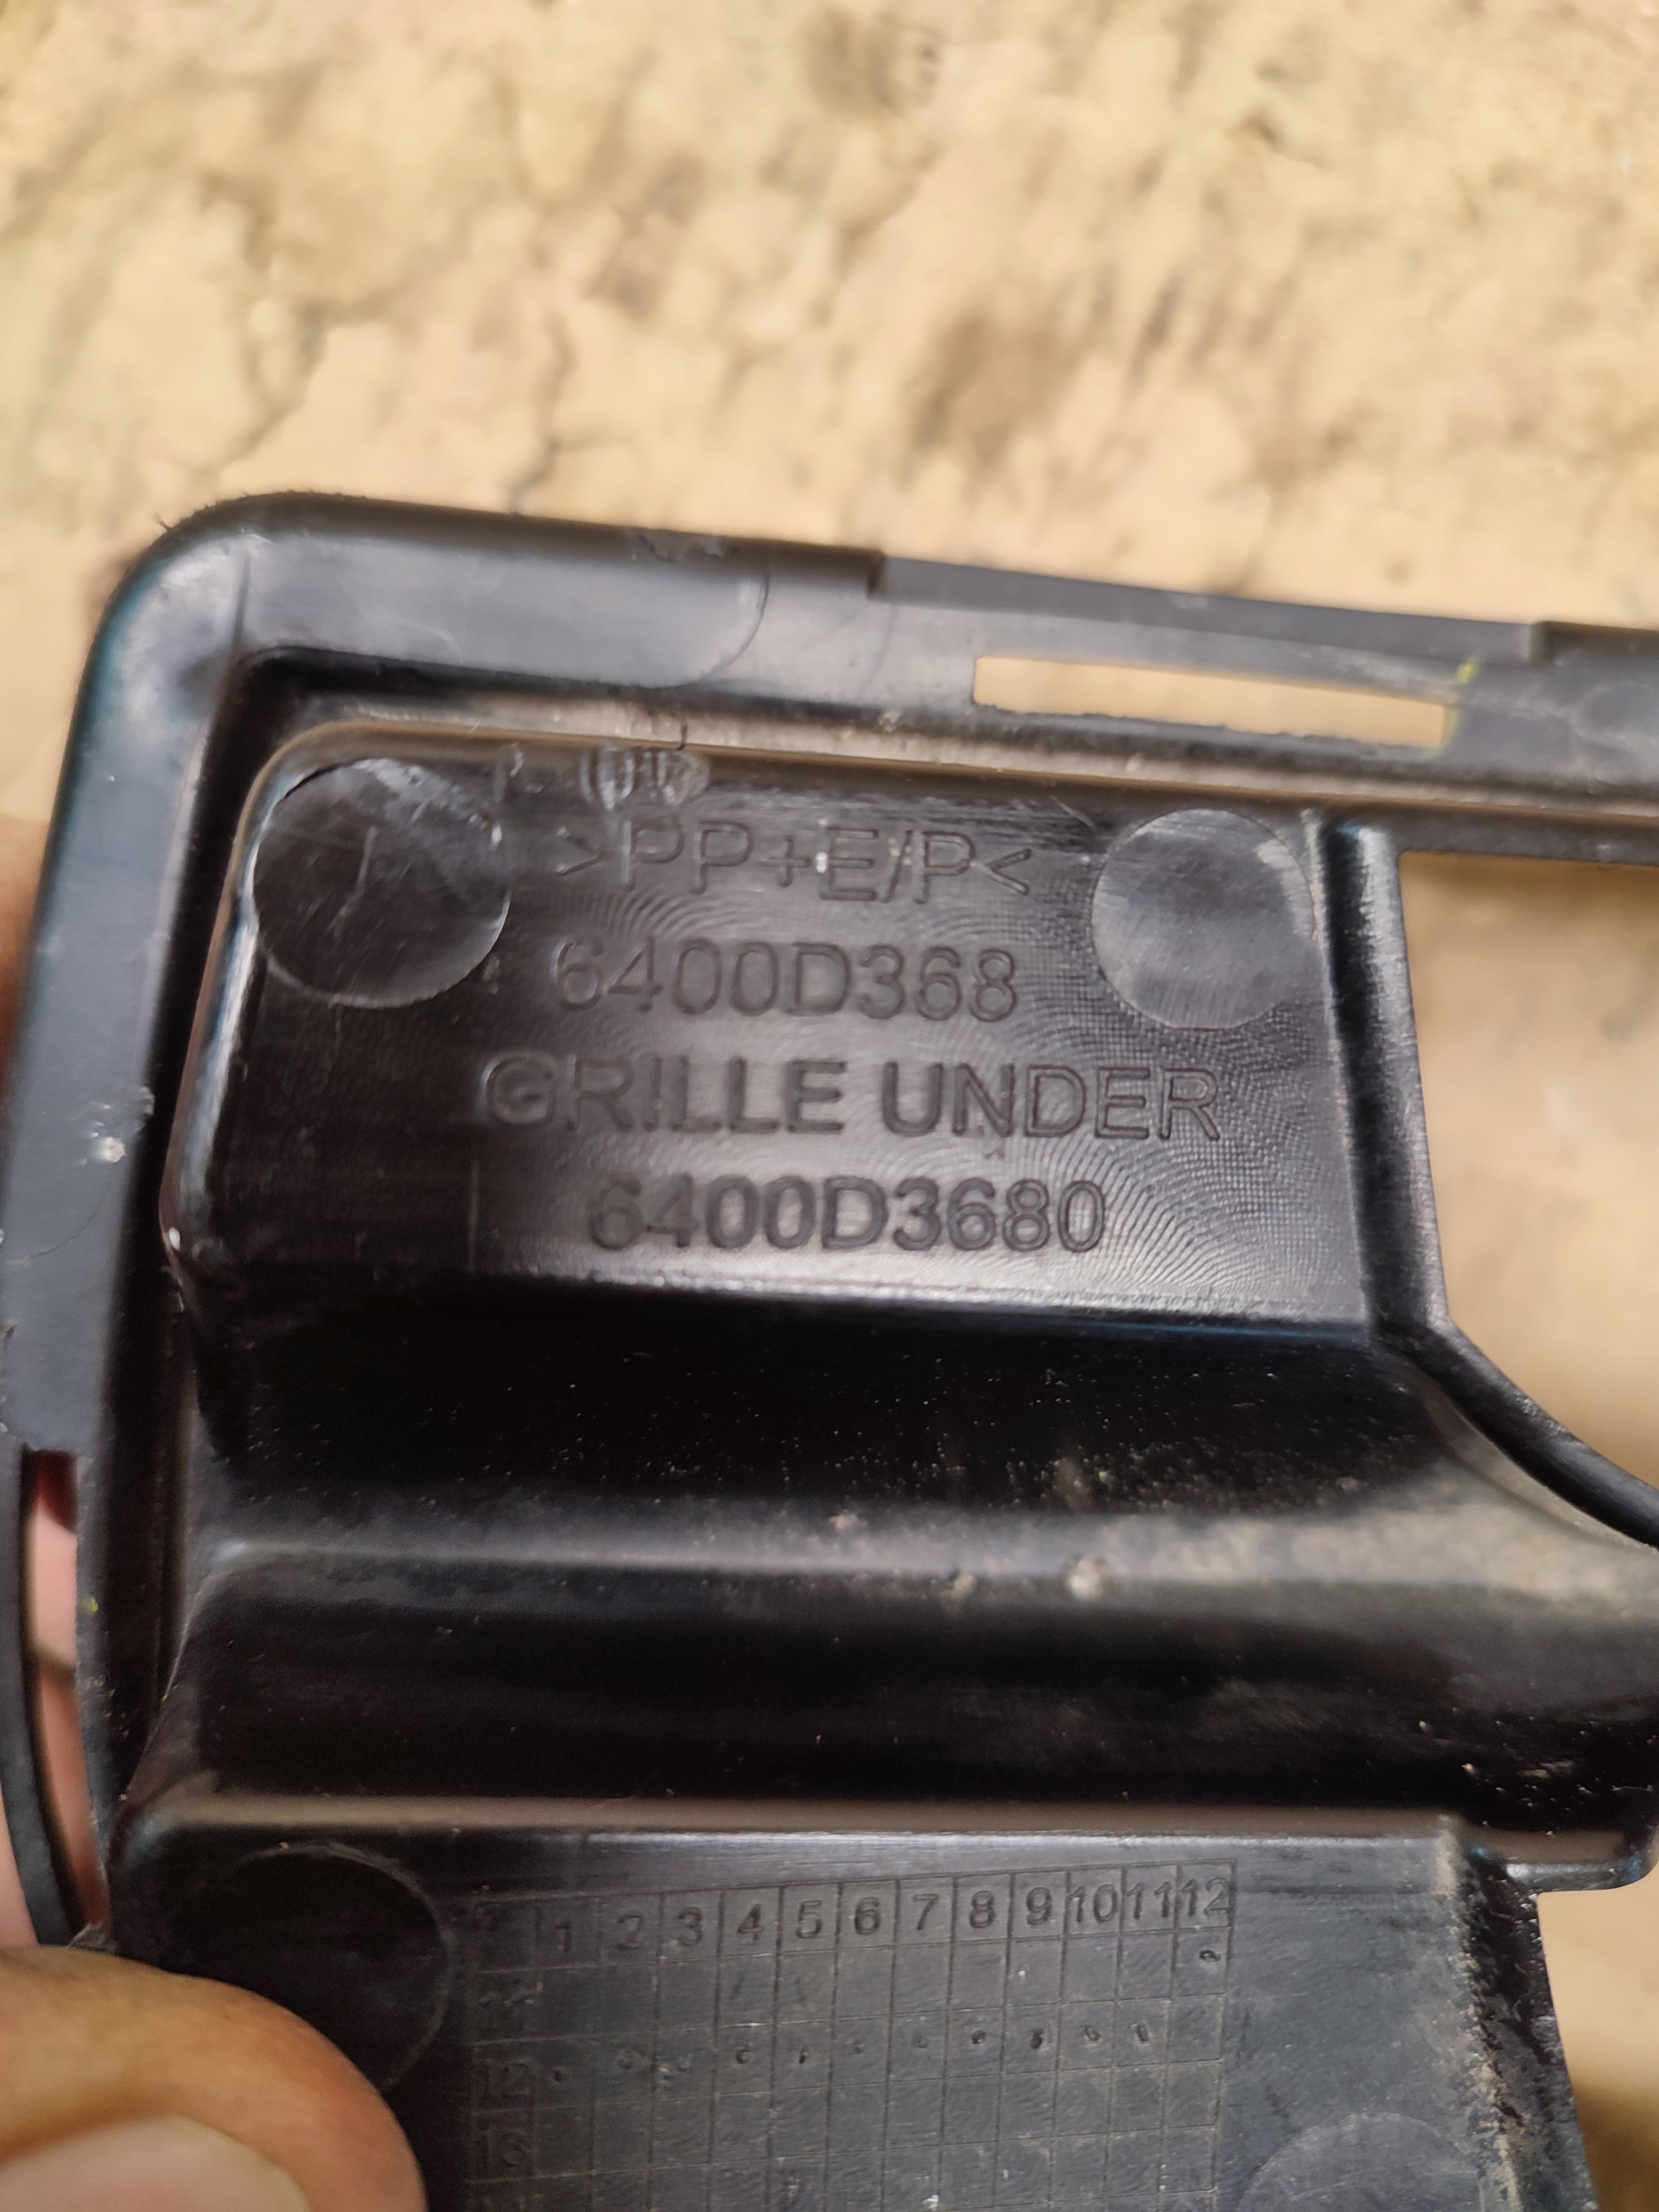 >PP+E/P<
6400D368
GRILLE UNDER
6400D3680
1 2 3 4 5 6 7 8 9 10 11 12
11
12
13